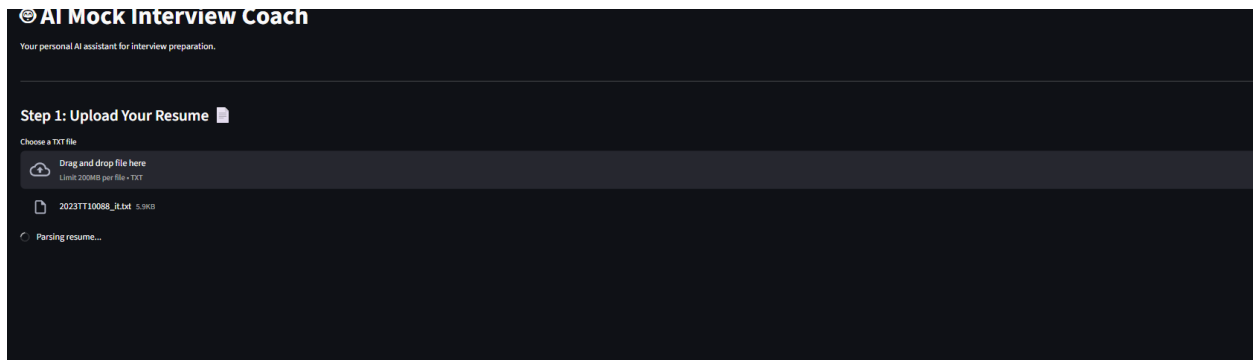 AI Mock Interview Coach
Your personal AI assistant for interview preparation.
Step 1: Upload Your Resume
Choose a TXT file
Drag and drop file here
Limit 200MB per file • TXT
2023TT10088_it.txt 5.9KB
Parsing resume...